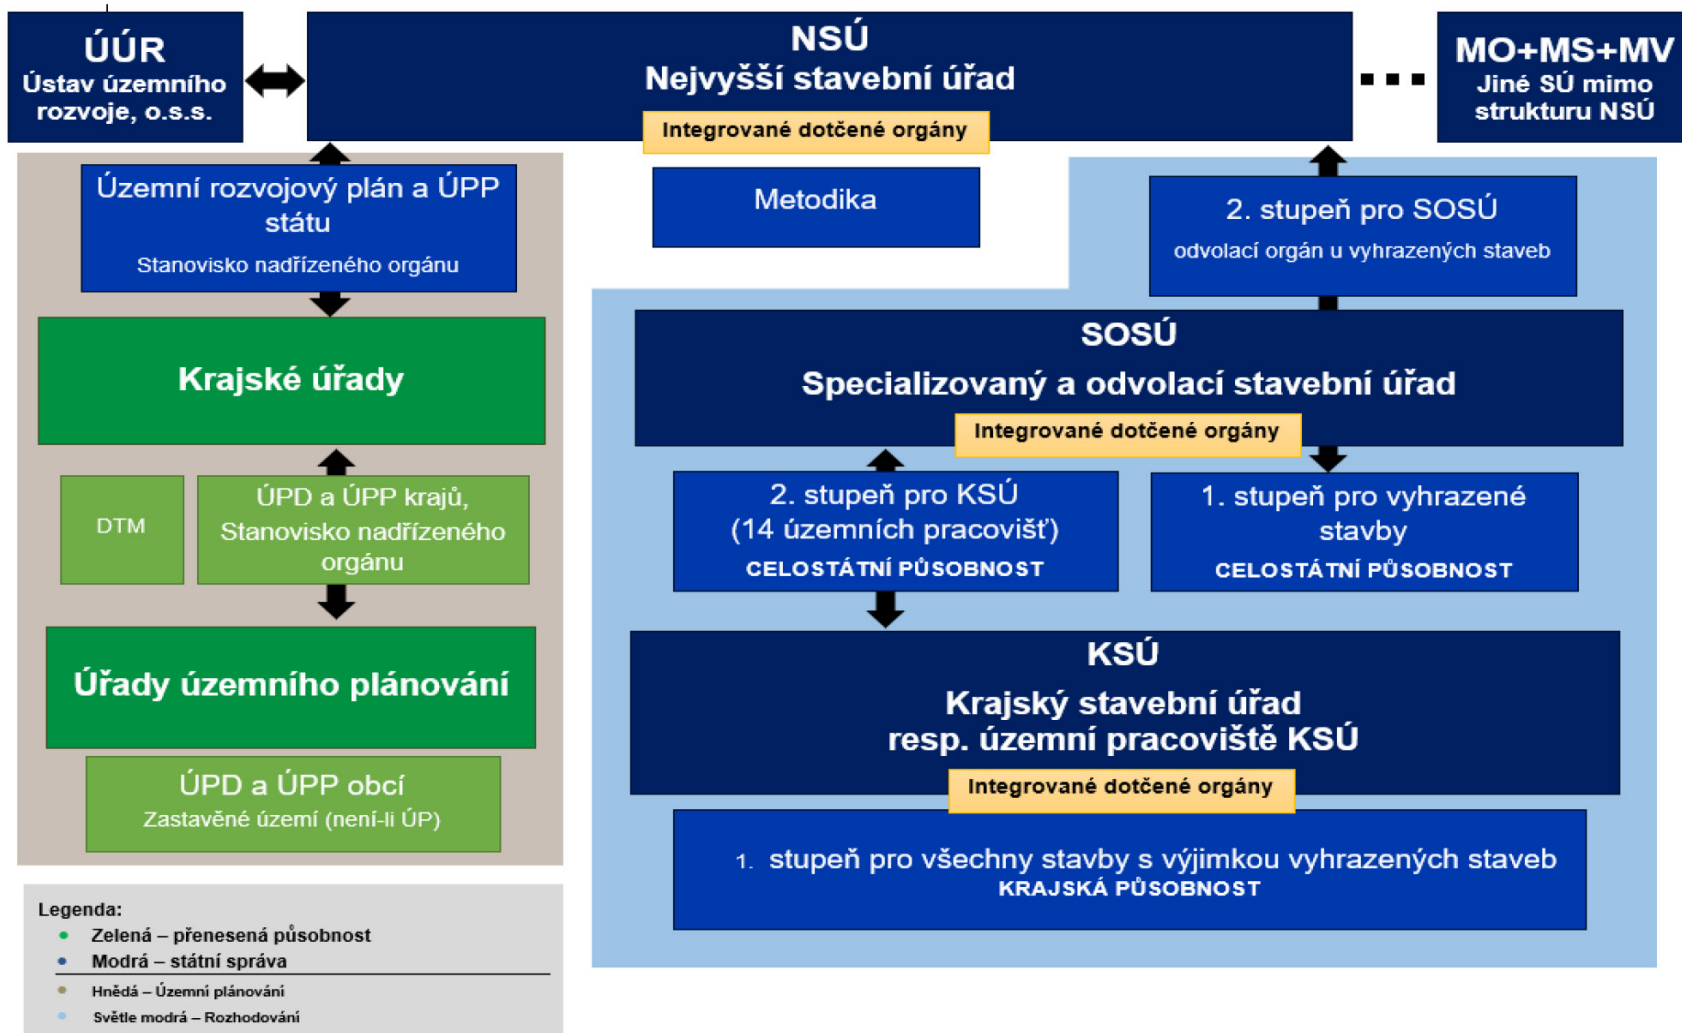 ÚÚR
Ústav územního
rozvoje, o.s.s.
NSÚ
Nejvyšší stavební úřad
Integrované dotčené orgány
MO+MS+MV
Jiné SÚ mimo
strukturu NSÚ
Územní rozvojový plán a ÚPP
státu
Stanovisko nadřízeného orgánu
Metodika
2. stupeň pro SOSÚ
odvolací orgán u vyhrazených staveb
Krajské úřady
SOSÚ
Specializovaný a odvolací stavební úřad
Integrované dotčené orgány
DTM
ÚPD a ÚPP krajů,
Stanovisko nadřízeného
orgánu
2. stupeň pro KSÚ
(14 územních pracovišť)
CELOSTÁTNÍ PŮSOBNOST
1. stupeň pro vyhrazené
stavby
CELOSTÁTNÍ PŮSOBNOST
Úřady územního plánování
KSÚ
Krajský stavební úřad
resp. územní pracoviště KSÚ
Integrované dotčené orgány
ÚPD a ÚPP obcí
Zastavěné území (není-li ÚP)
1. stupeň pro všechny stavby s výjimkou vyhrazených staveb
KRAJSKÁ PŮSOBNOST
Legenda:
• Zelená – přenesená působnost
• Modrá – státní správa
• Hnědá – Územní plánování
• Světle modrá – Rozhodování